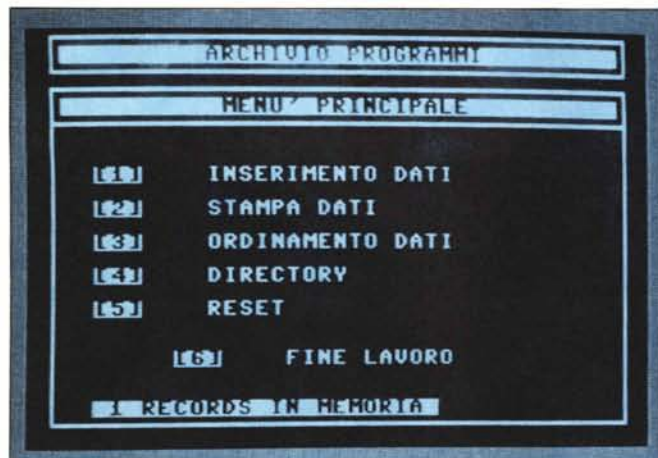 ARCHIVIO PROGRAMMI
MENU' PRINCIPALE
[1] INSERIMENTO DATI
[2] STAMPA DATI
[3] ORDINAMENTO DATI
[4] DIRECTORY
[5] RESET
[6] FINE LAVORO
1 RECORDS IN MEMORIA